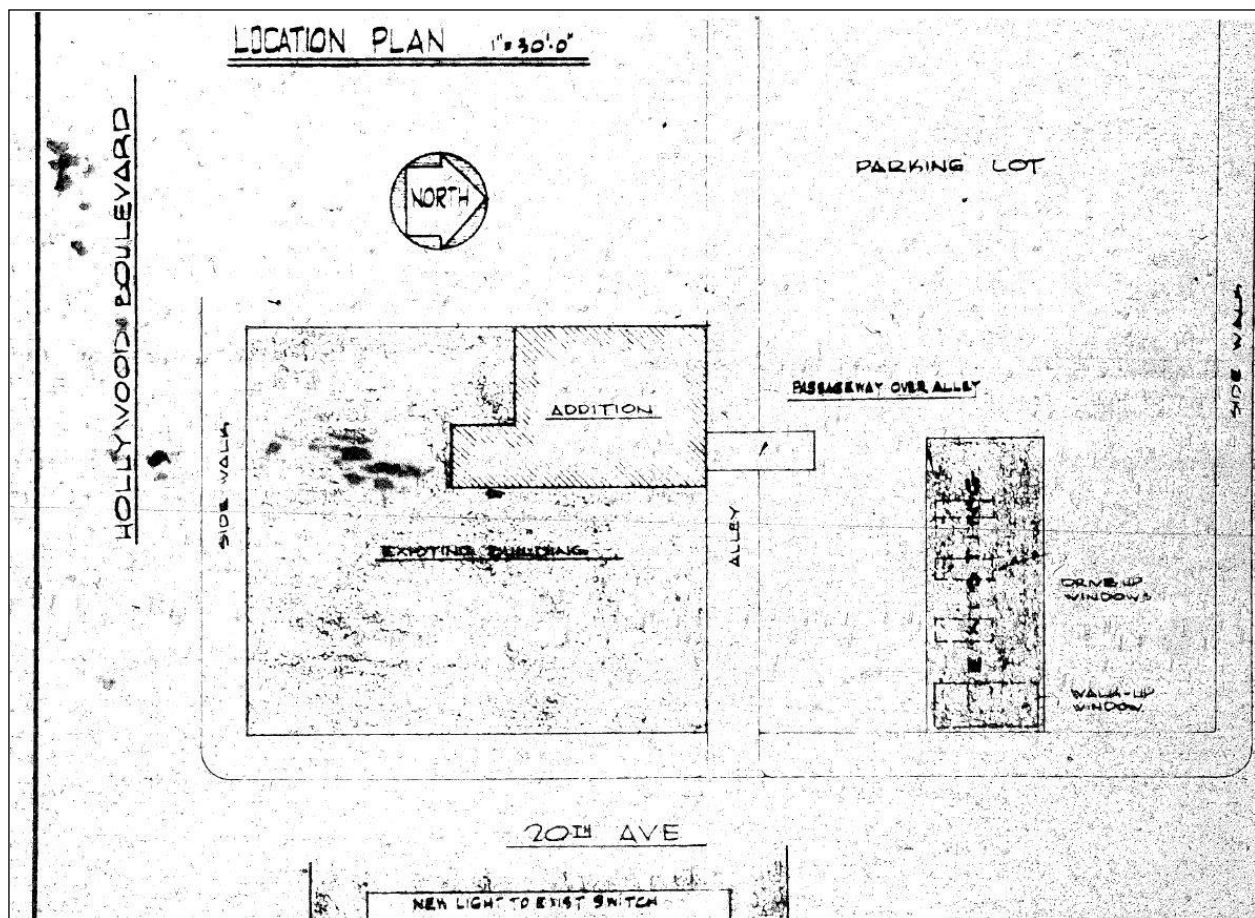 LOCATION PLAN 1"=30'-0"
HOLLYWOOD BOULEVARD
NORTH
PARKING LOT
SIDE WALK
ADDITION
PASSAGEWAY OVER ALLEY
SIDE WALK
EXISTING BUILDING
ALLEY
EXISTING
DRIVE UP
WINDOWS
WALK-UP
WINDOW
20TH AVE
NEW LIGHT TO EXIST SWITCH